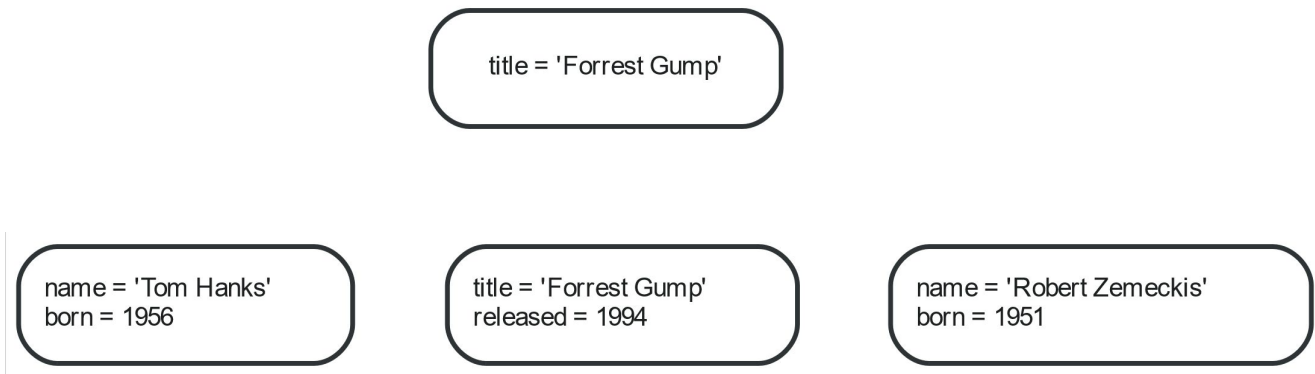 title = 'Forrest Gump'
name = 'Tom Hanks'
born = 1956
title = 'Forrest Gump'
released = 1994
name = 'Robert Zemeckis'
born = 1951